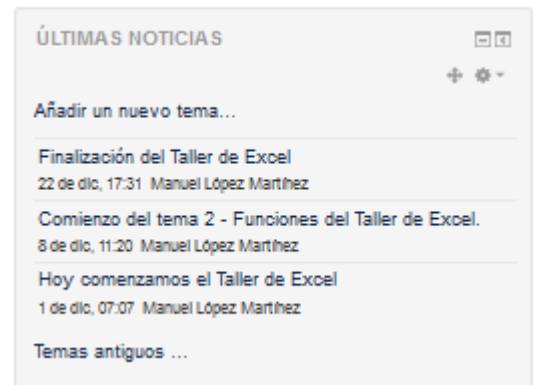 ÚLTIMAS NOTICIAS
Añadir un nuevo tema...
Finalización del Taller de Excel
22 de dic, 17:31 Manuel López Martínez
Comienzo del tema 2 - Funciones del Taller de Excel.
8 de dic, 11:20 Manuel López Martínez
Hoy comenzamos el Taller de Excel
1 de dic, 07:07 Manuel López Martínez
Temas antiguos ...